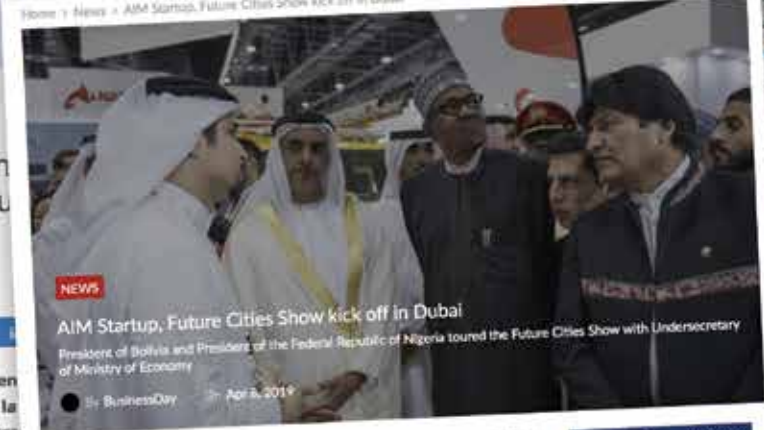 Home > News > AIM Startup, Future Cities Show kick off in Dubai
NEWS
AIM Startup, Future Cities Show kick off in Dubai
President of Bolivia and President of the Federal Republic of Nigeria toured the Future Cities Show with Undersecretary
of Ministry of Economy
By BusinessDay
Apr 8, 2019
en
la